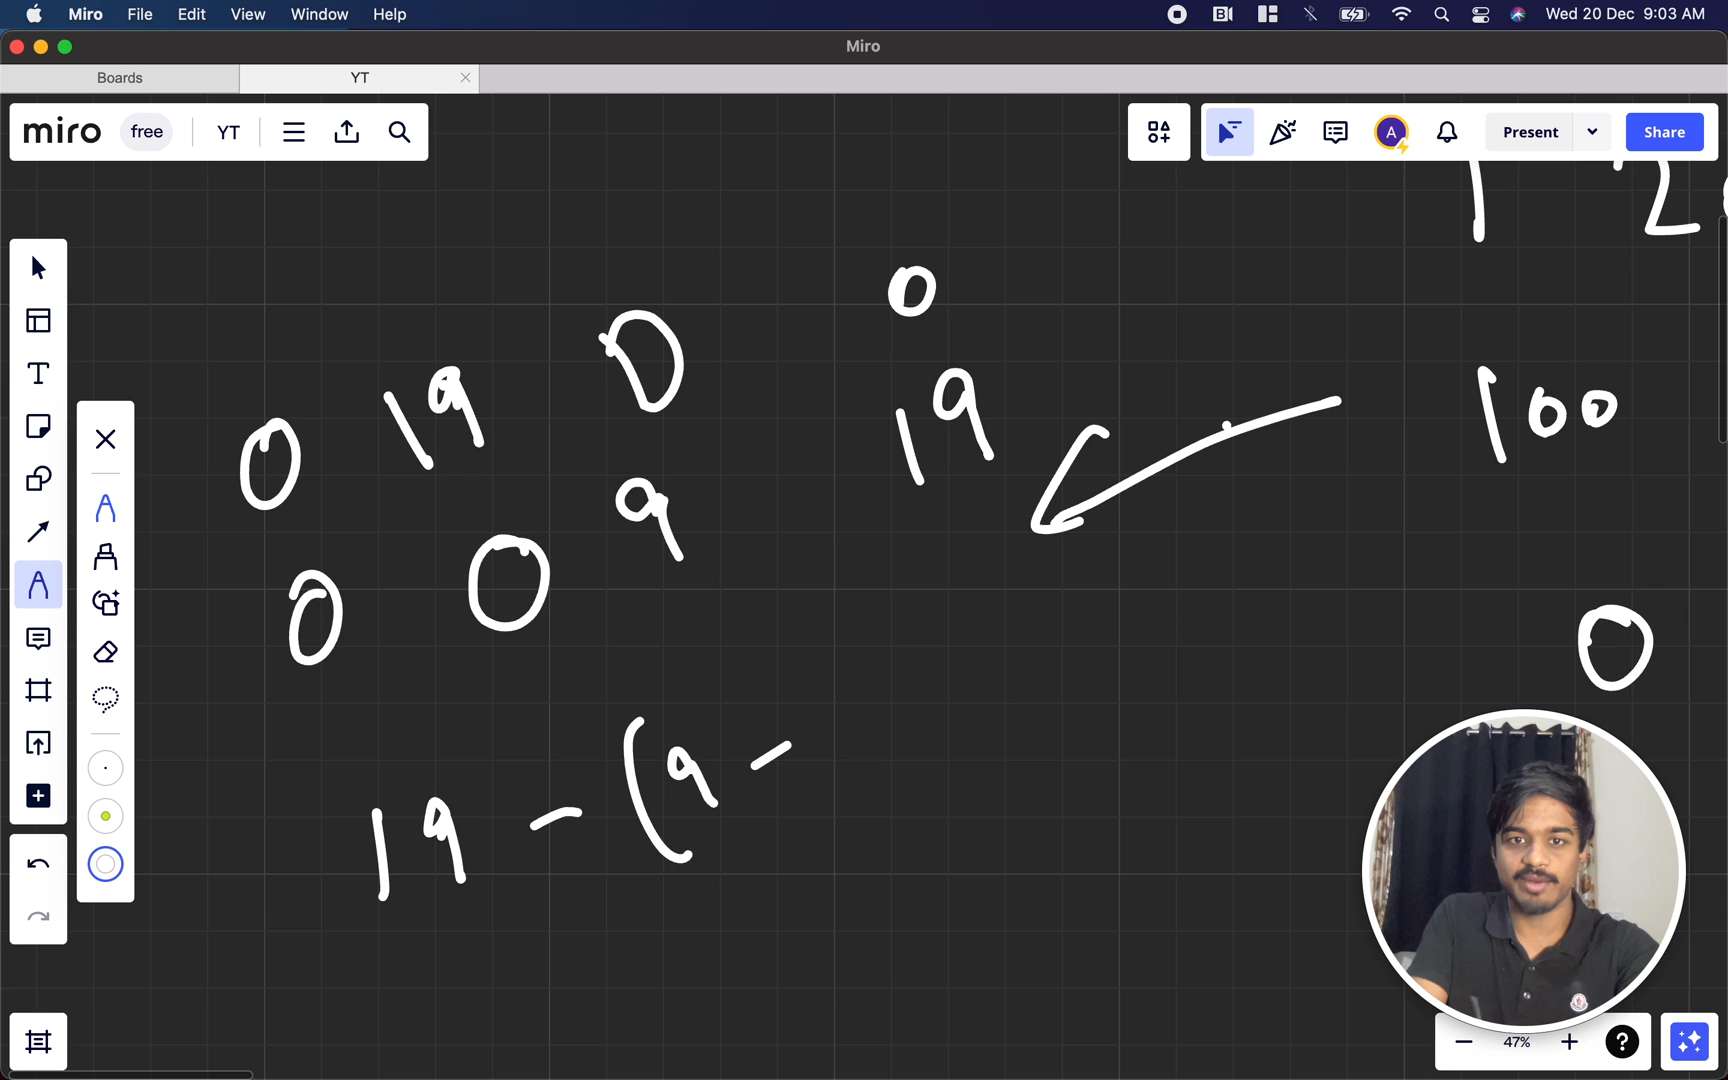 Miro File Edit View Window Help
Wed 20 Dec 9:03 AM
Miro
Boards
YT
miro free YT
Present
Share
1 2
0
0 19 0 19
100
9
0 0
0
19 - (9 -
47%